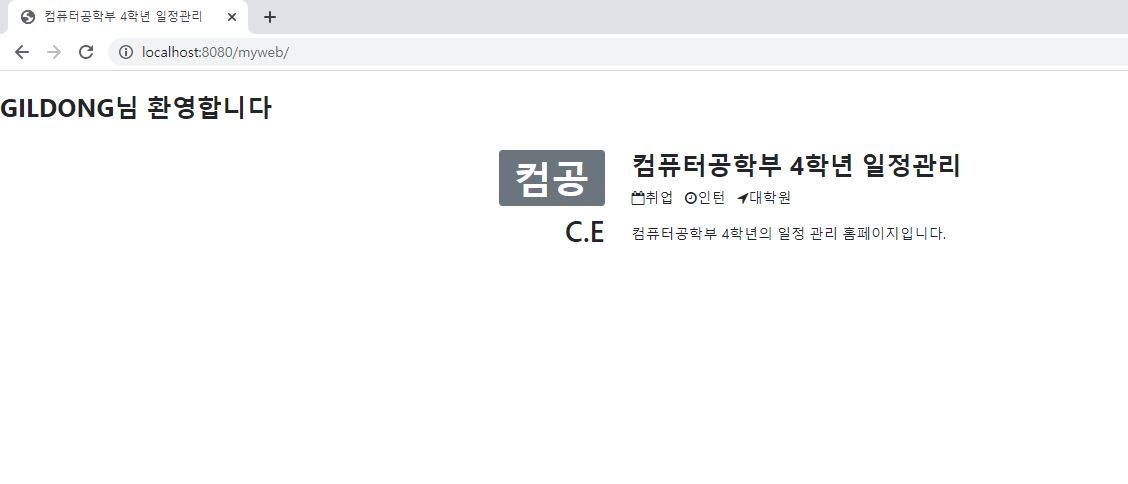 컴퓨터공학부 4학년 일정관리
localhost:8080/myweb/
GILDONG님 환영합니다
컴공
C.E
컴퓨터공학부 4학년 일정관리
취업 인턴 대학원
컴퓨터공학부 4학년의 일정 관리 홈페이지입니다.